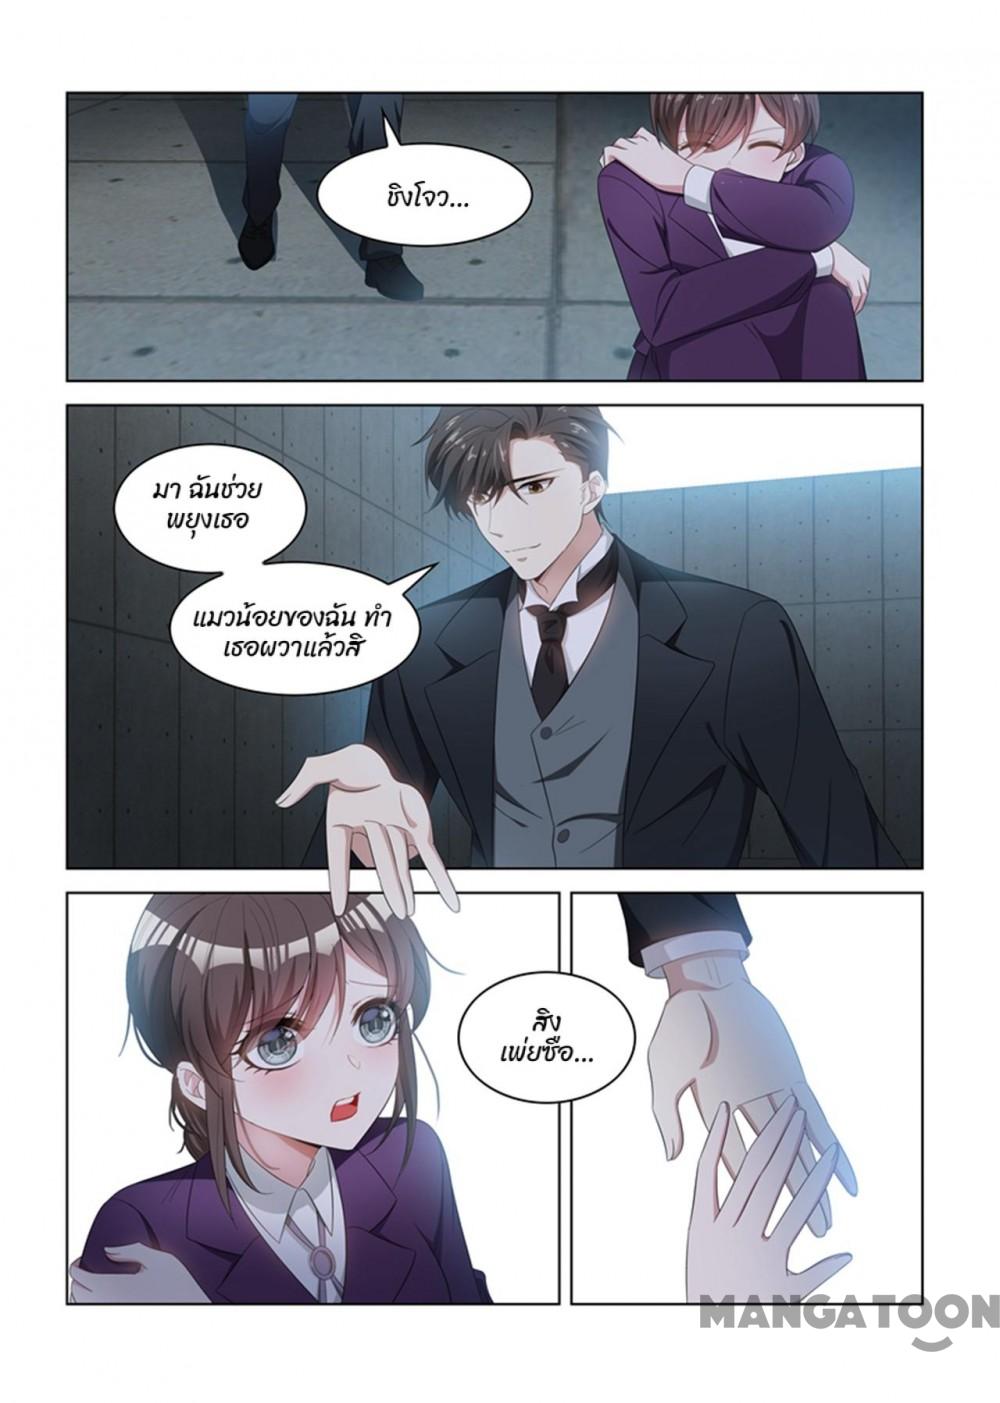 ชิงโจว...
มา ฉันช่วย
พยุงเธอ
แมวน้อยของฉัน ทำ
เธอผวาแล้วสิ
สิง
เพ่ยซือ...
MANGATOON